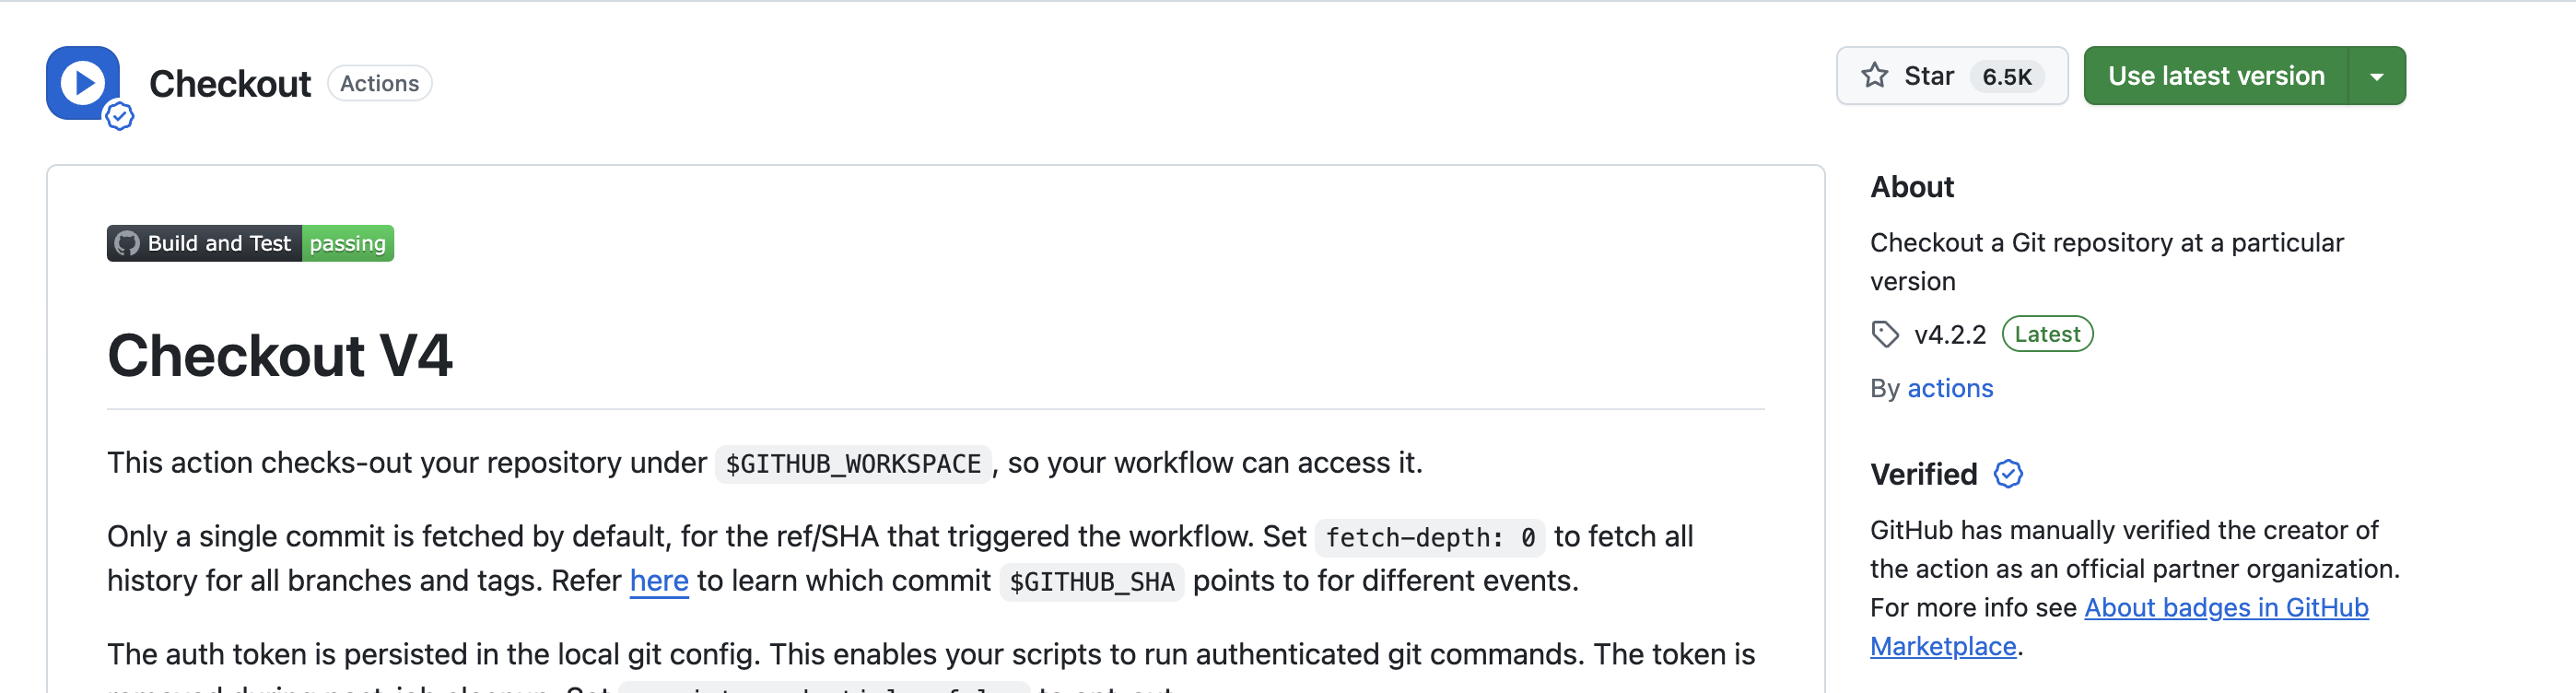 Checkout Actions
Star 6.5K
Use latest version
Build and Test passing
Checkout V4
This action checks-out your repository under $GITHUB_WORKSPACE, so your workflow can access it.
Only a single commit is fetched by default, for the ref/SHA that triggered the workflow. Set fetch-depth: 0 to fetch all
history for all branches and tags. Refer here to learn which commit $GITHUB_SHA points to for different events.
The auth token is persisted in the local git config. This enables your scripts to run authenticated git commands. The token is
About
Checkout a Git repository at a particular
version
v4.2.2 Latest
By actions
Verified
GitHub has manually verified the creator of
the action as an official partner organization.
For more info see About badges in GitHub
Marketplace.